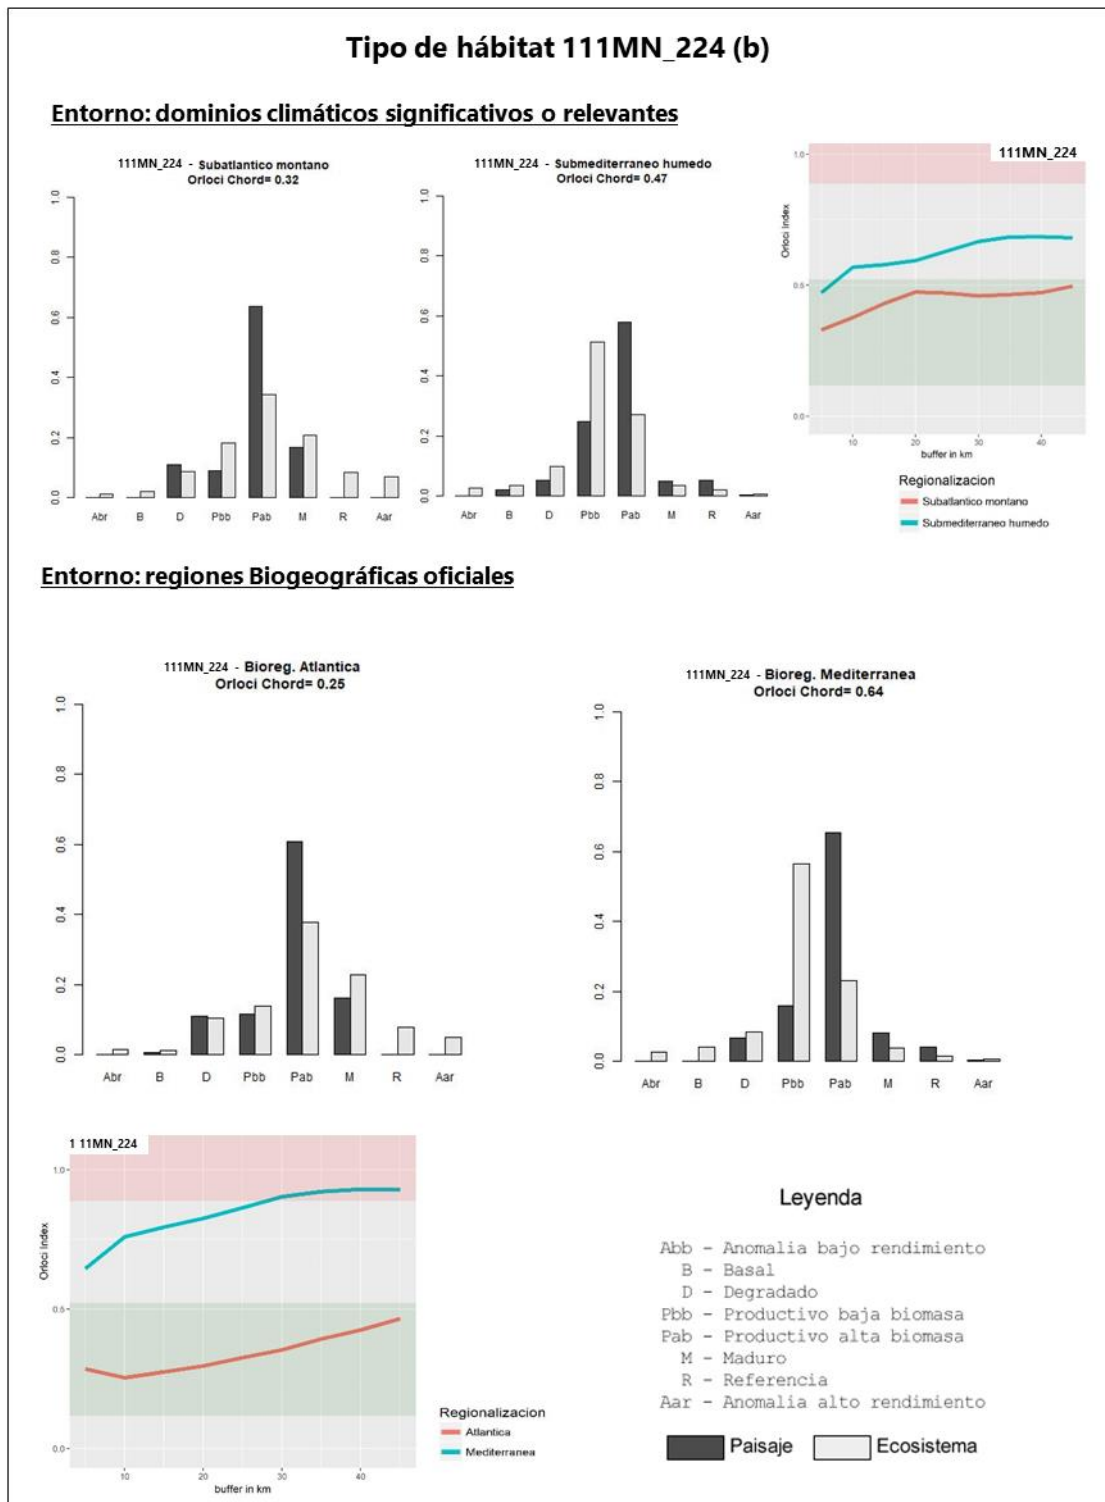 Tipo de hábitat 111MN_224 (b)
Entorno: dominios climáticos significativos o relevantes
111MN_224 - Subatlantico montano
Orloci Chord= 0.32
1.0
0.8
0.6
0.4
0.2
0.0
Abr B D Pbb Pab M R Aar
111MN_224 - Submediterraneo humedo
Orloci Chord= 0.47
1.0
0.8
0.6
0.4
0.2
0.0
Abr B D Pbb Pab M R Aar
111MN_224
Orloci Index
1.0
0.5
0.0
10 20 30 40
buffer in km
Regionalizacion
Subatlantico montano
Submediterraneo humedo
Entorno: regiones Biogeográficas oficiales
111MN_224 - Bioreg. Atlantica
Orloci Chord= 0.25
1.0
0.8
0.6
0.4
0.2
0.0
Abr B D Pbb Pab M R Aar
111MN_224 - Bioreg. Mediterranea
Orloci Chord= 0.64
1.0
0.8
0.6
0.4
0.2
0.0
Abr B D Pbb Pab M R Aar
1 11MN_224
Orloci Index
1.0
0.5
0.0
10 20 30 40
buffer in km
Regionalizacion
Atlantica
Mediterranea
Leyenda
Abb - Anomalia bajo rendimiento
B - Basal
D - Degradado
Pbb - Productivo baja biomasa
Pab - Productivo alta biomasa
M - Maduro
R - Referencia
Aar - Anomalia alto rendimiento
Paisaje Ecosistema